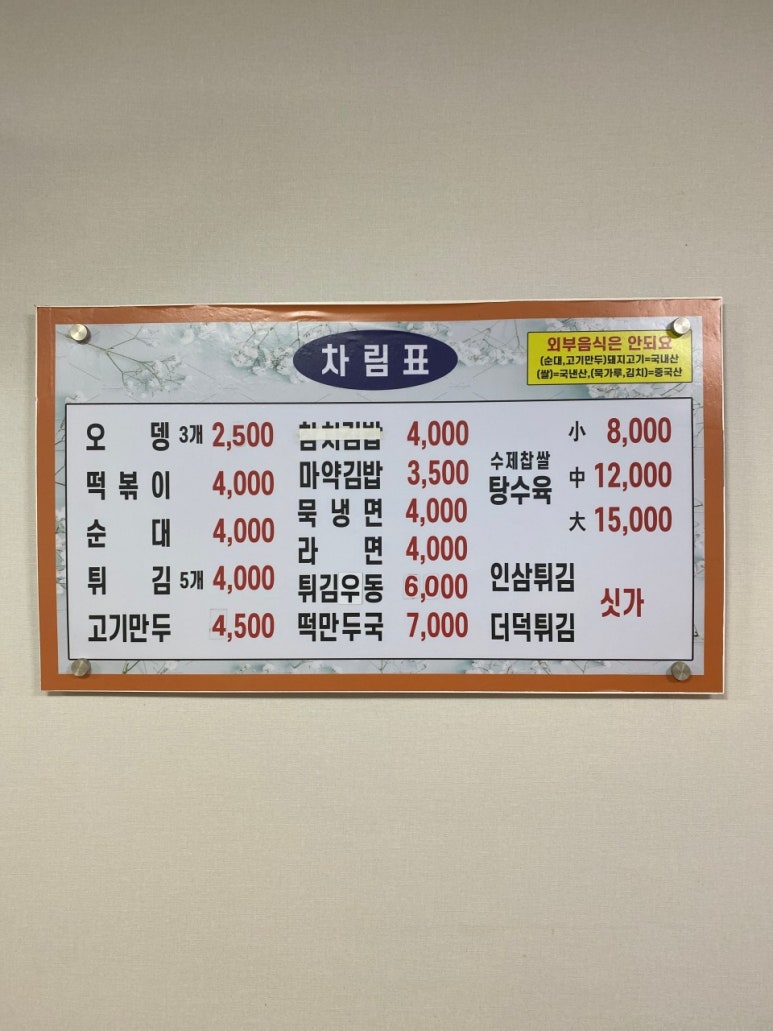 차림표
외부음식은 안되요
(순대,고기만두)돼지고기=국내산
(쌀)=국낸산,(묵가루,김치)=중국산
오뎅 3개 2,500
떡볶이 4,000
순대 4,000
튀김 5개 4,000
고기만두 4,500
김밥 4,000
마약김밥 3,500
묵냉면 4,000
라면 4,000
튀김우동 6,000
떡만두국 7,000
수제찹쌀
탕수육
小 8,000
中 12,000
大 15,000
인삼튀김
더덕튀김
싯가